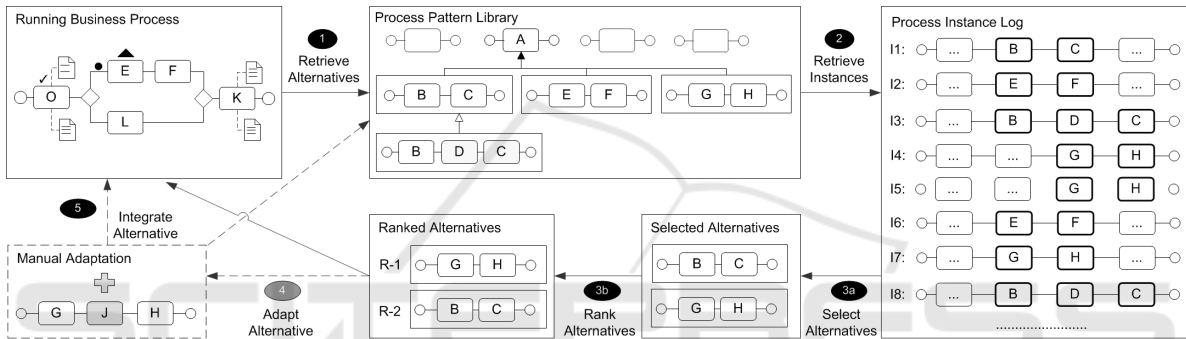 Running Business Process
O
E
F
L
K
1
Retrieve
Alternatives
Process Pattern Library
A
B C
E F
G H
B D C
2
Retrieve
Instances
Process Instance Log
I1: ... B C ...
I2: ... E F ...
I3: ... B D C
I4: ... ... G H
I5: ... ... G H
I6: ... E F ...
I7: ... G H ...
I8: ... B D C
........................
3a
Select
Alternatives
Selected Alternatives
B C
G H
3b
Rank
Alternatives
Ranked Alternatives
R-1 G H
R-2 B C
4
Adapt
Alternative
Manual Adaptation
G J H
5
Integrate
Alternative
SCITEPRESS